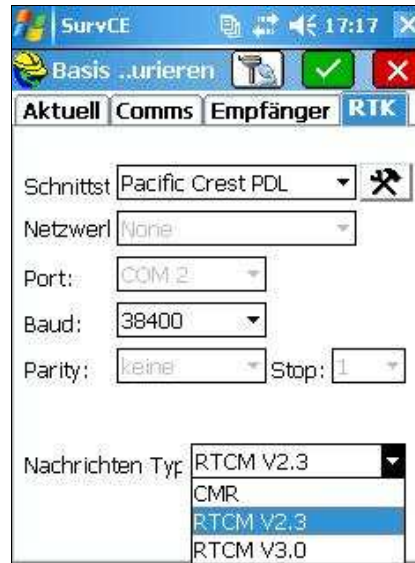 SurvCE 17:17
Basis ..urieren
Aktuell Comms Empfänger RTK
Schnittst Pacific Crest PDL
Netzwerl None
Port: COM 2
Baud: 38400
Parity: keine Stop: 1
Nachrichten Typ RTCM V2.3
CMR
RTCM V2.3
RTCM V3.0